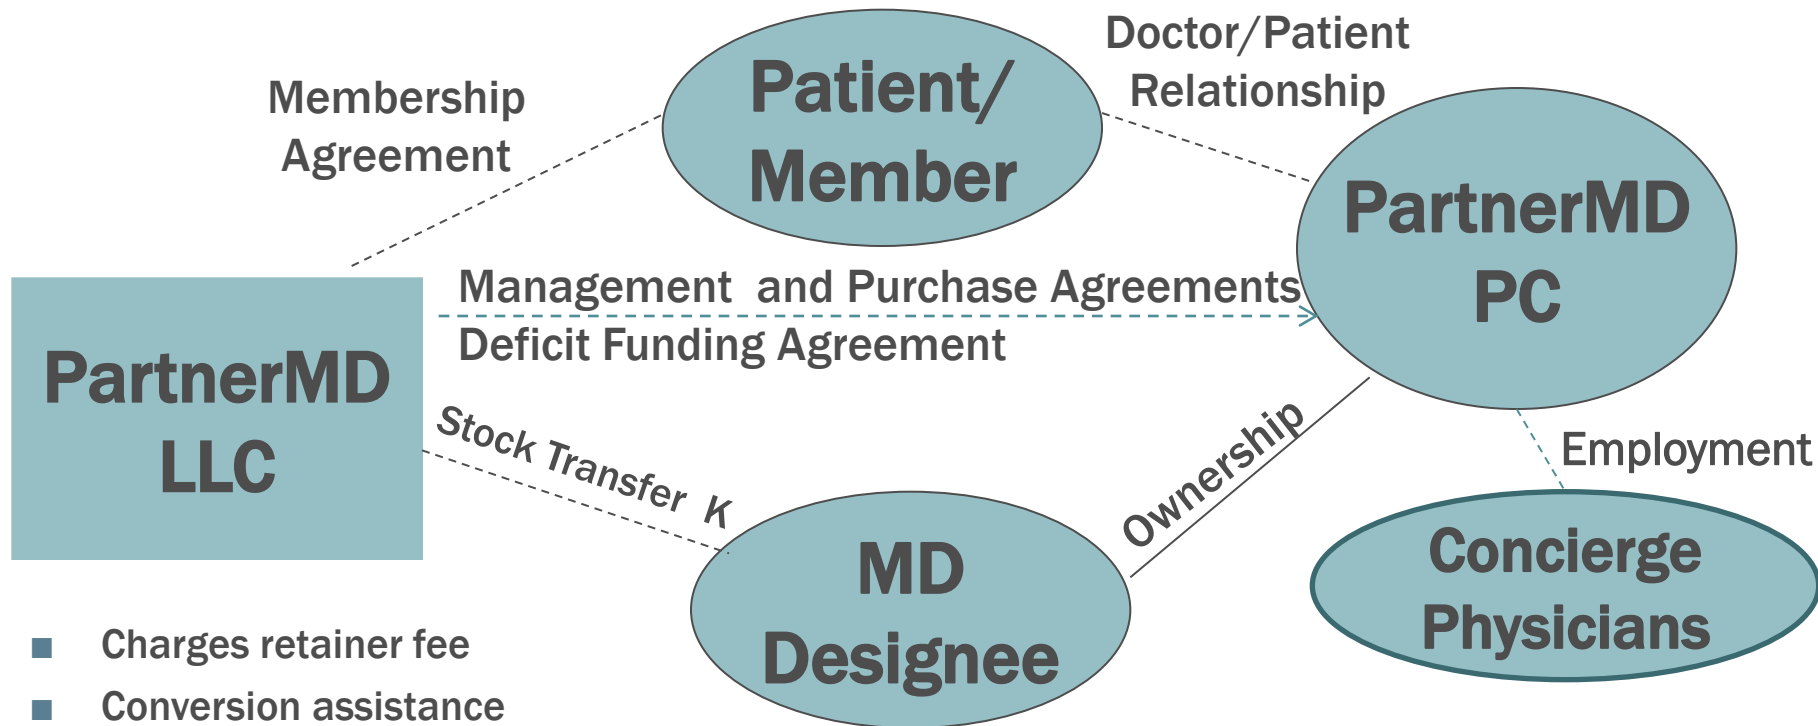 Doctor/Patient
Relationship
Patient/
Member
Membership
Agreement
PartnerMD
PC
Management and Purchase Agreements
Deficit Funding Agreement
PartnerMD
LLC
Stock Transfer K
Ownership
Employment
MD
Designee
Concierge
Physicians
Charges retainer fee
Conversion assistance